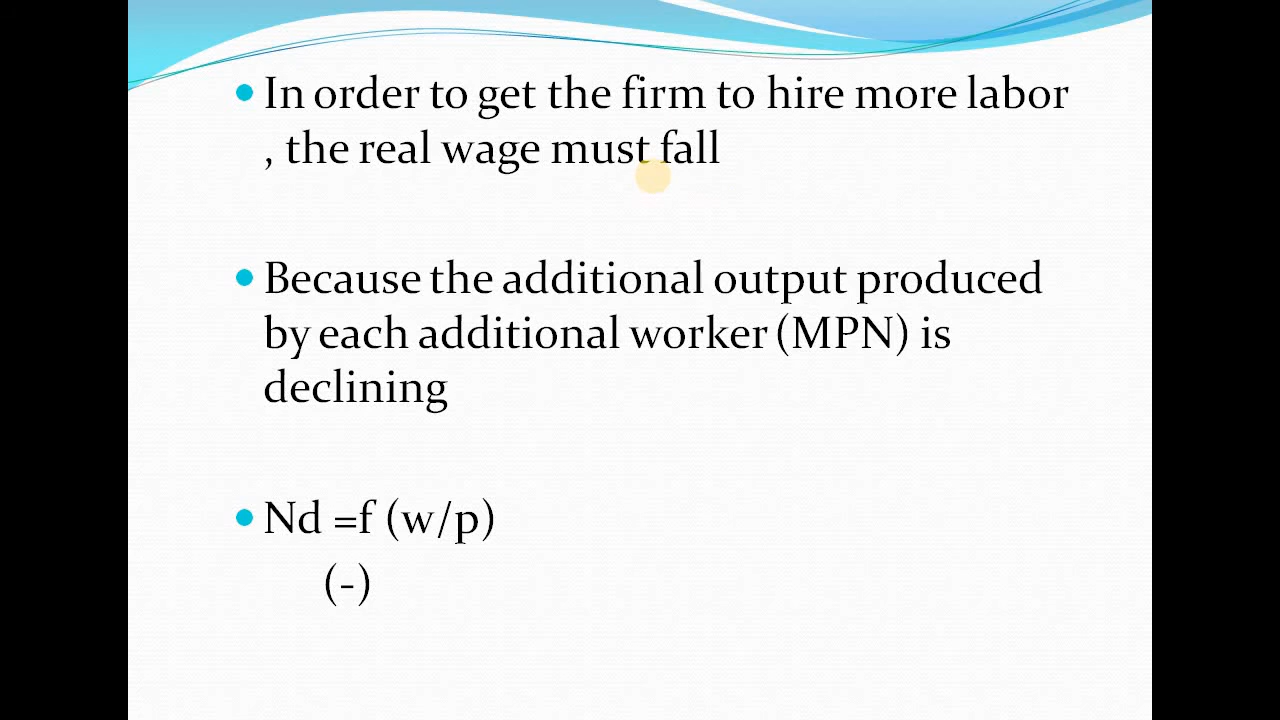 In order to get the firm to hire more labor
, the real wage must fall
Because the additional output produced
by each additional worker (MPN) is
declining
Nd =f (w/p)
(-)